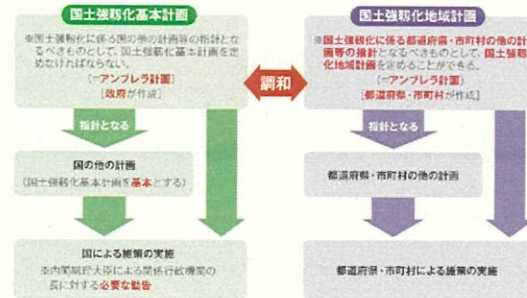 国土強靱化基本計画
※国土強靱化に係る国の他の計画等の指針とな
るべきものとして、国土強靱化基本計画を定
めなければならない。
(=アンブレラ計画)
[政府が作成]
指針となる
国の他の計画
(国土強靱化基本計画を基本とする)
国による施策の実施
※内閣総理大臣による関係行政機関の
長に対する必要な勧告
調和
国土強靱化地域計画
※国土強靱化に係る都道府県・市町村の他の計
画等の指針となるべきものとして、国土強靱
化地域計画を定めることができる。
(=アンブレラ計画)
[都道府県・市町村が作成]
指針となる
都道府県・市町村の他の計画
都道府県・市町村による施策の実施